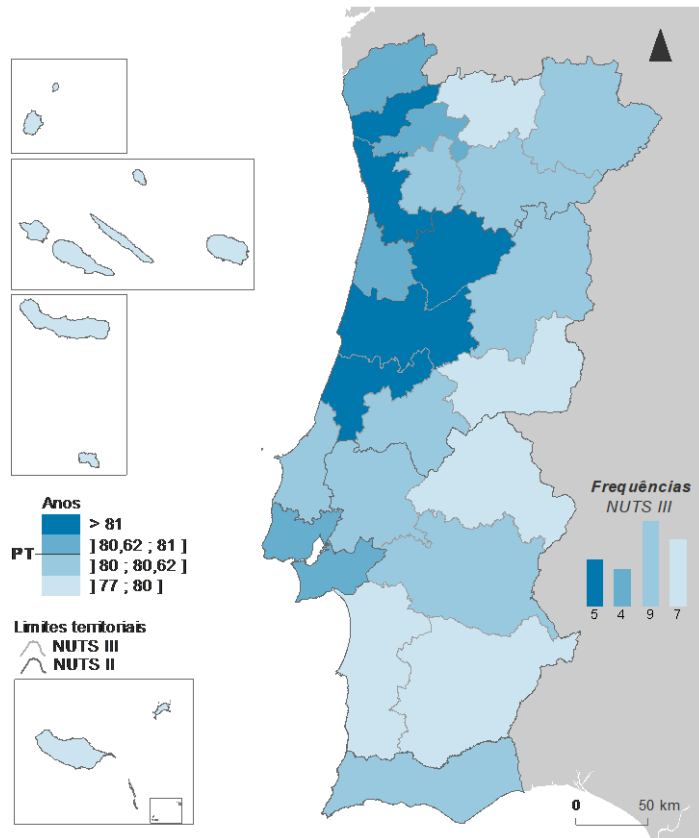 Anos
> 81
] 80,62 ; 81 ]
PT
] 80 ; 80,62 ]
] 77 ; 80 ]
Limites territoriais
NUTS III
NUTS II
Frequências
NUTS III
5 4 9 7
0 50 km